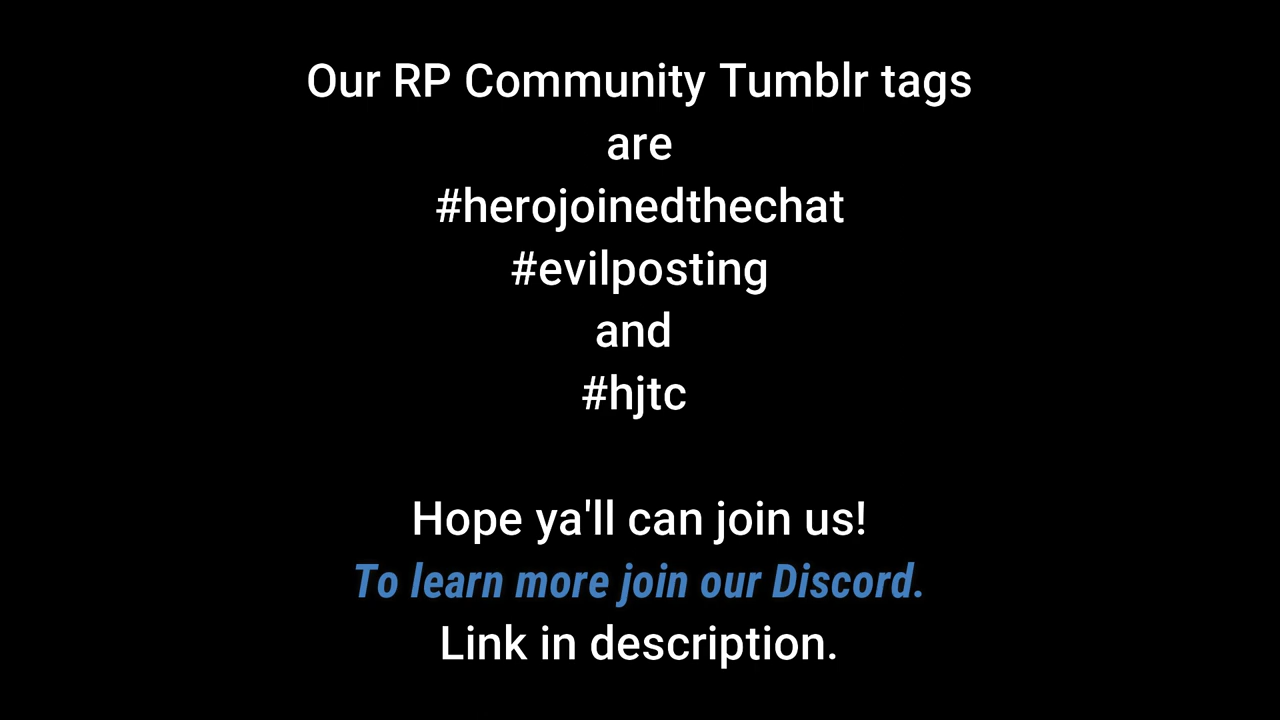 Our RP Community Tumblr tags
are
#herojoinedthechat
#evilposting
and
#hjtc
Hope ya'll can join us!
To learn more join our Discord.
Link in description.